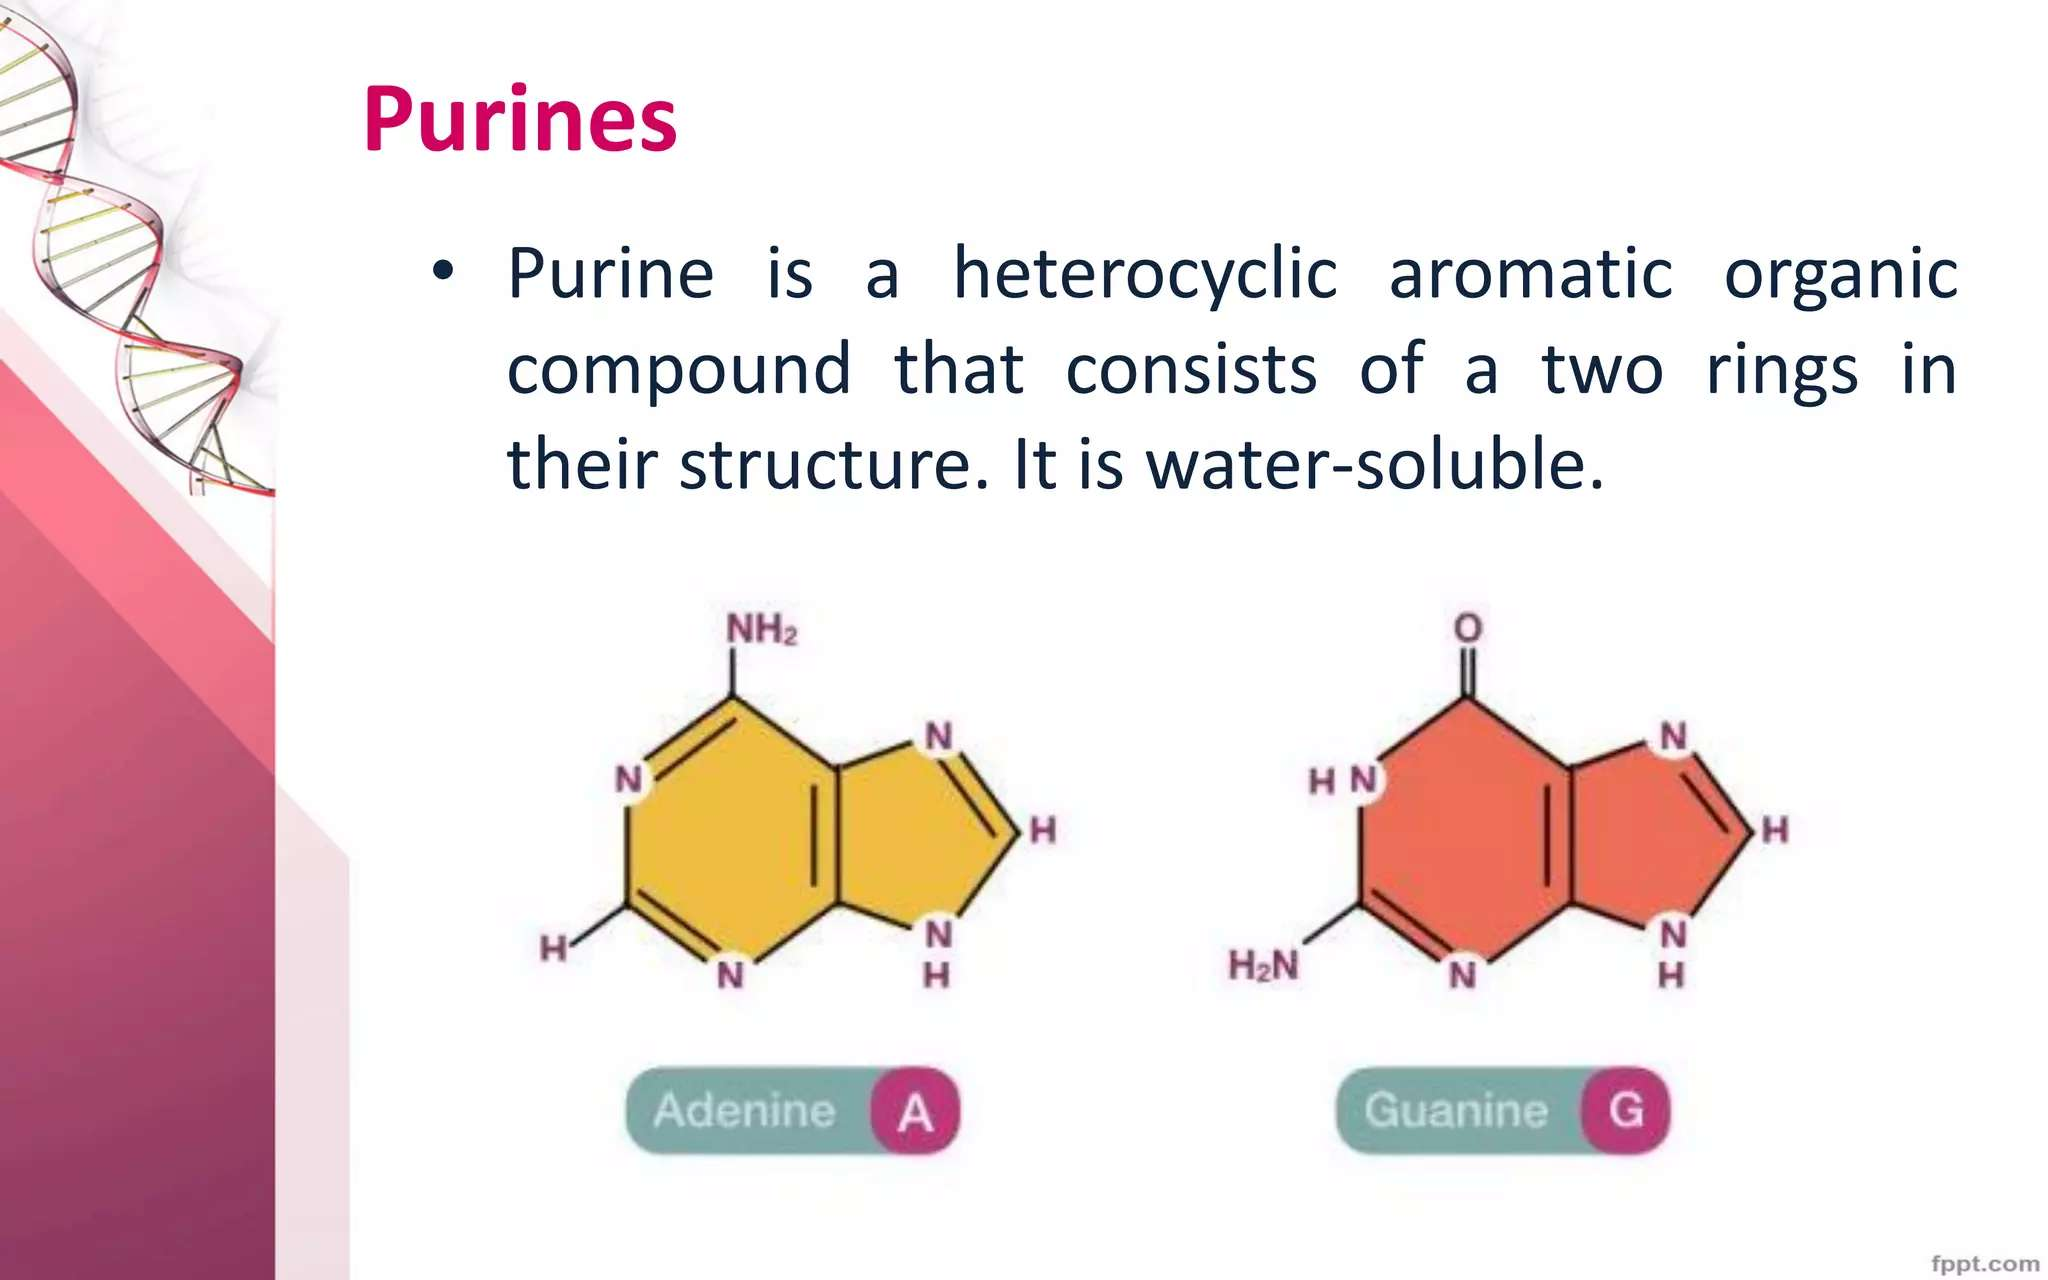 Purines
• Purine is a heterocyclic aromatic organic
compound that consists of a two rings in
their structure. It is water-soluble.
NH2
N
N
H
H
N
N
H
Adenine A
O
N
H N
H
H2N
N
N
H
Guanine G
fppt.com